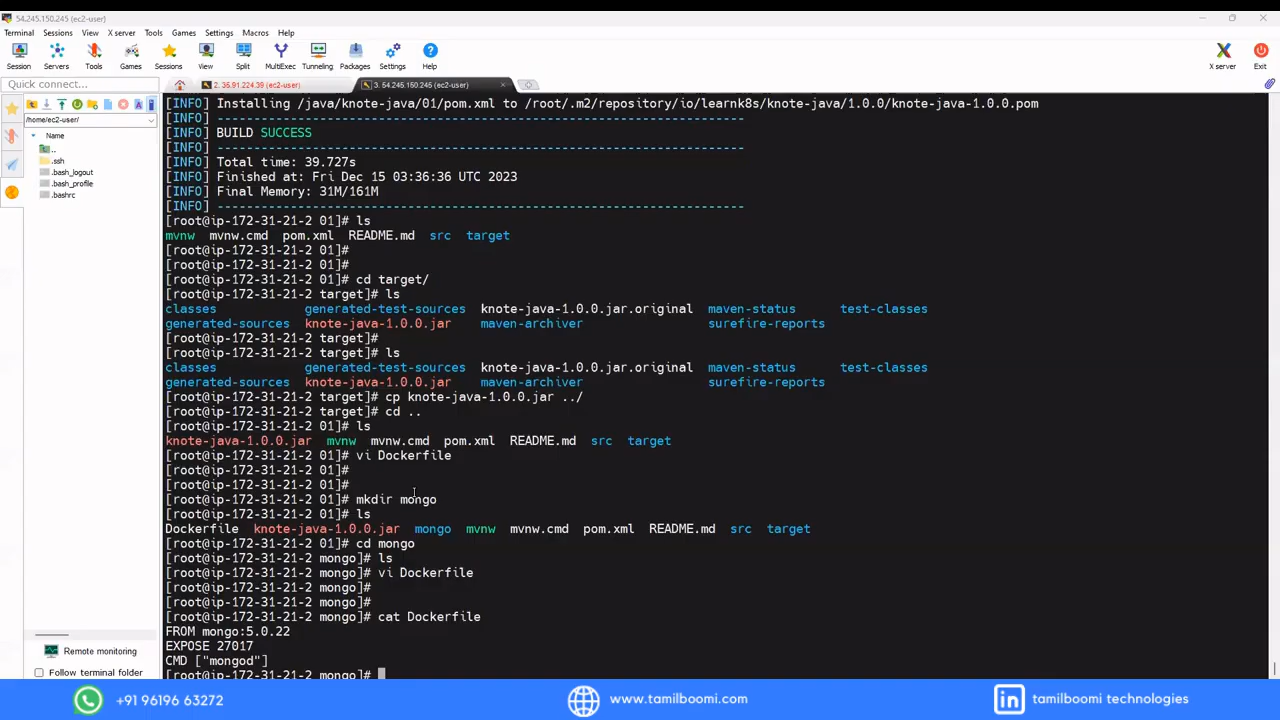 54.245.150.245 (ec2-user)
Terminal Sessions View X server Tools Games Settings Macros Help
Session Servers Tools Games Sessions View Split MultiExec Tunneling Packages Settings Help X server Exit
Quick connect...
2. 35.91.224.39 (ec2-user)
3. 54.245.150.245 (ec2-user)
/home/ec2-user/
Name
..
.ssh
.bash_logout
.bash_profile
.bashrc
Remote monitoring
Follow terminal folder
[INFO] Installing /java/knote-java/01/pom.xml to /root/.m2/repository/io/learnk8s/knote-java/1.0.0/knote-java-1.0.0.pom
[INFO] ------------------------------------------------------------------------
[INFO] BUILD SUCCESS
[INFO] ------------------------------------------------------------------------
[INFO] Total time: 39.727s
[INFO] Finished at: Fri Dec 15 03:36:36 UTC 2023
[INFO] Final Memory: 31M/161M
[INFO] ------------------------------------------------------------------------
[root@ip-172-31-21-2 01]# ls
mvnw mvnw.cmd pom.xml README.md src target
[root@ip-172-31-21-2 01]#
[root@ip-172-31-21-2 01]#
[root@ip-172-31-21-2 01]# cd target/
[root@ip-172-31-21-2 target]# ls
classes generated-test-sources knote-java-1.0.0.jar.original maven-status test-classes
generated-sources knote-java-1.0.0.jar maven-archiver surefire-reports
[root@ip-172-31-21-2 target]#
[root@ip-172-31-21-2 target]# ls
classes generated-test-sources knote-java-1.0.0.jar.original maven-status test-classes
generated-sources knote-java-1.0.0.jar maven-archiver surefire-reports
[root@ip-172-31-21-2 target]# cp knote-java-1.0.0.jar ../
[root@ip-172-31-21-2 target]# cd ..
[root@ip-172-31-21-2 01]# ls
knote-java-1.0.0.jar mvnw mvnw.cmd pom.xml README.md src target
[root@ip-172-31-21-2 01]# vi Dockerfile
[root@ip-172-31-21-2 01]#
[root@ip-172-31-21-2 01]#
[root@ip-172-31-21-2 01]# mkdir mongo
[root@ip-172-31-21-2 01]# ls
Dockerfile knote-java-1.0.0.jar mongo mvnw mvnw.cmd pom.xml README.md src target
[root@ip-172-31-21-2 01]# cd mongo
[root@ip-172-31-21-2 mongo]# ls
[root@ip-172-31-21-2 mongo]# vi Dockerfile
[root@ip-172-31-21-2 mongo]#
[root@ip-172-31-21-2 mongo]#
[root@ip-172-31-21-2 mongo]# cat Dockerfile
FROM mongo:5.0.22
EXPOSE 27017
CMD ["mongod"]
[root@ip-172-31-21-2 mongo]#
+91 96196 63272
www.tamilboomi.com
in tamilboomi technologies